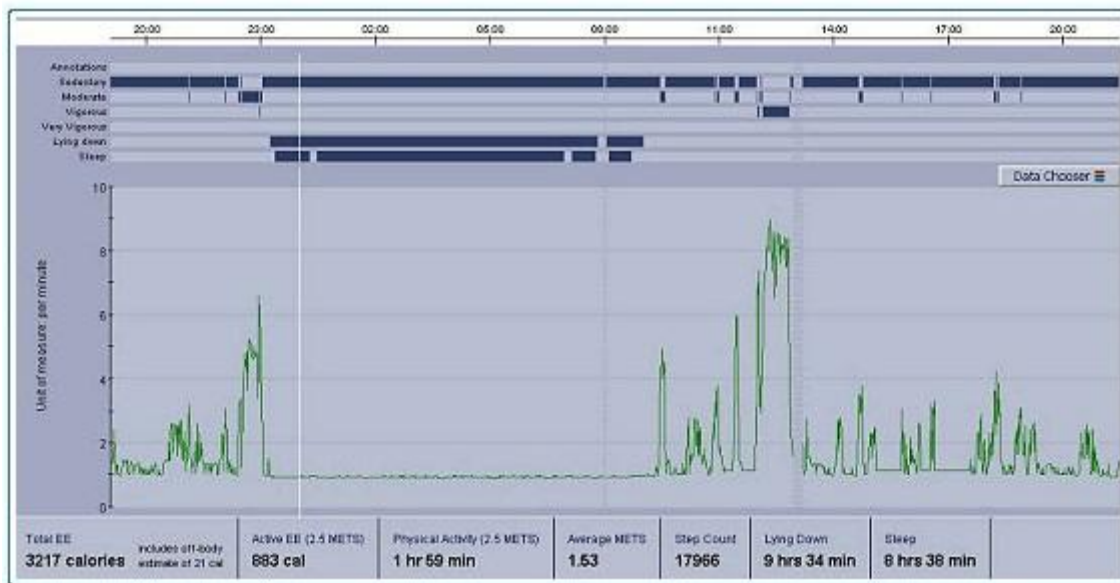 20:00 23:00 02:00 05:00 08:00 11:00 14:00 17:00 20:00
Annotations
Sedentary
Moderate
Vigorous
Very Vigorous
Lying down
Sleep
Data Chooser
10
8
6
4
2
0
Unit of measure: per minute
Total EE
3217 calories
includes off-body
estimate of 21 cal
Active EE (2.5 METS)
883 cal
Physical Activity (2.5 METS)
1 hr 59 min
Average METS
1.53
Step Count
17966
Lying Down
9 hrs 34 min
Sleep
8 hrs 38 min